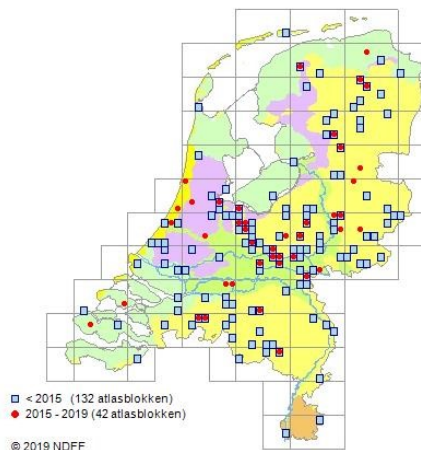 < 2015 (132 atlasblokken)
2015 - 2019 (42 atlasblokken)
© 2019 NDFF